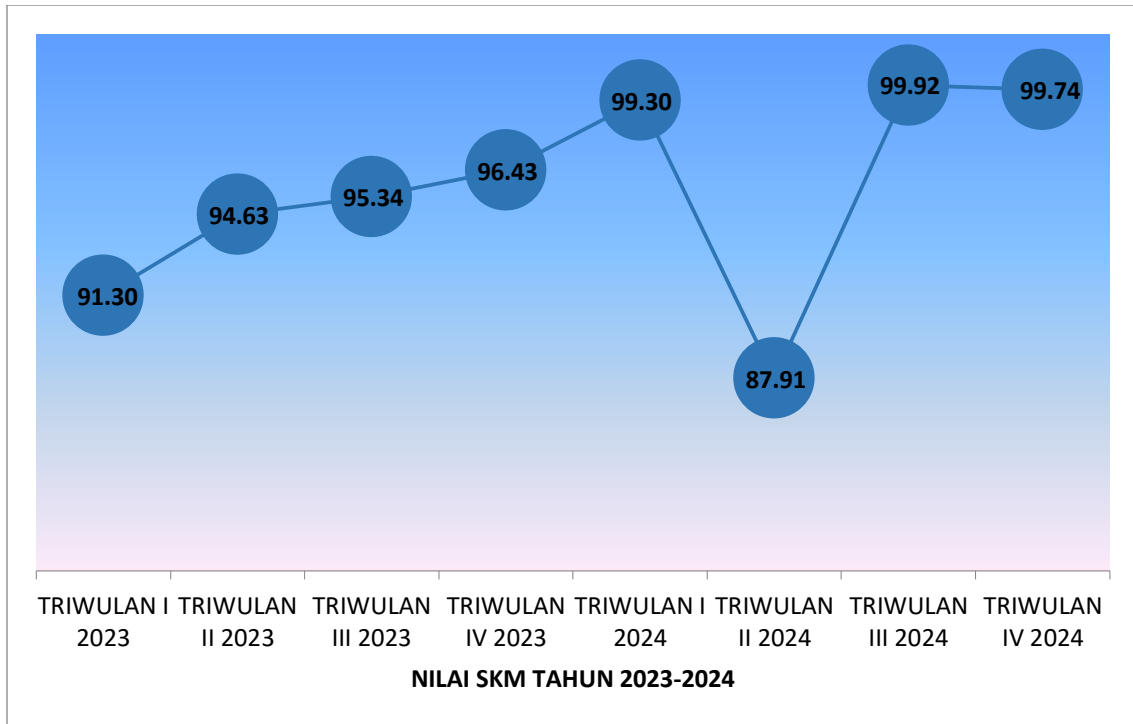 99.92
99.74
99.30
96.43
95.34
94.63
91.30
87.91
TRIWULAN I
2023
TRIWULAN
II 2023
TRIWULAN
III 2023
TRIWULAN
IV 2023
TRIWULAN I
2024
TRIWULAN
II 2024
TRIWULAN
III 2024
TRIWULAN
IV 2024
NILAI SKM TAHUN 2023-2024